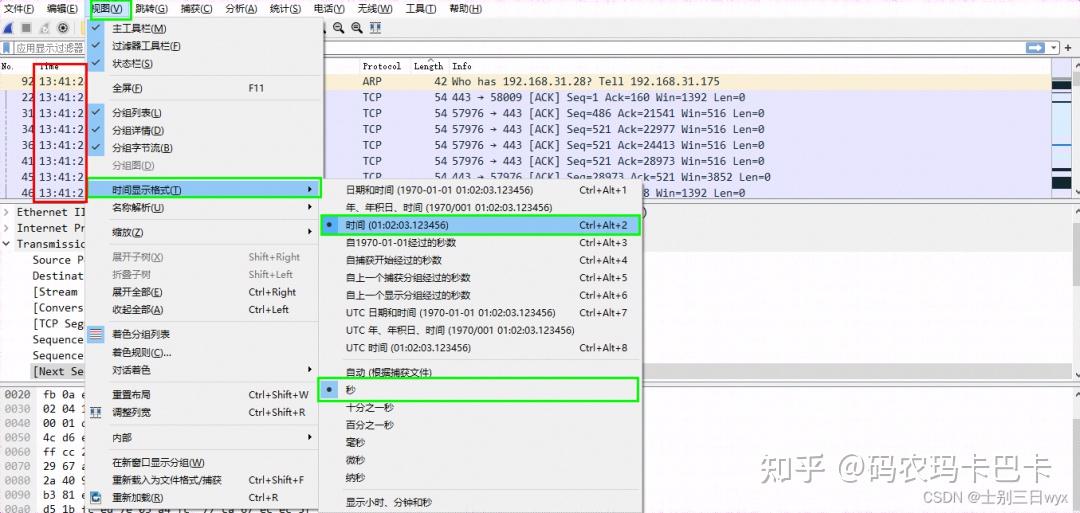 文件(F) 编辑(E) 视图(V) 跳转(G) 捕获(C) 分析(A) 统计(S) 电话(Y) 无线(W) 工具(T) 帮助(H)
应用显示过滤器
No. Time Protocol Length Info
92 13:41:2 ARP 42 Who has 192.168.31.28? Tell 192.168.31.175
22 13:41:2 TCP 54 443 → 58009 [ACK] Seq=1 Ack=160 Win=1392 Len=0
31 13:41:2 TCP 54 57976 → 443 [ACK] Seq=486 Ack=21541 Win=516 Len=0
34 13:41:2 TCP 54 57976 → 443 [ACK] Seq=521 Ack=22977 Win=516 Len=0
36 13:41:2 TCP 54 57976 → 443 [ACK] Seq=521 Ack=24413 Win=516 Len=0
41 13:41:2 TCP 54 57976 → 443 [ACK] Seq=521 Ack=28973 Win=516 Len=0
45 13:41:2 Seq=28973 Ack=521 Win=3852 Len=0
46 13:41:2 8 Win=1392 Len=0
主工具栏(M)
过滤器工具栏(F)
状态栏(S)
全屏(F) F11
分组列表(L)
分组详情(D)
分组字节流(B)
分组图(D)
时间显示格式(T)
名称解析(U)
缩放(Z)
展开子树(X) Shift+Right
折叠子树 Shift+Left
展开全部(E) Ctrl+Right
收起全部(A) Ctrl+Left
着色分组列表
着色规则(C)...
对话着色
重置布局 Ctrl+Shift+W
调整列宽 Ctrl+Shift+R
内部
在新窗口显示分组(W)
重新载入为文件格式/捕获 Ctrl+Shift+F
重新加载(R) Ctrl+R
日期和时间 (1970-01-01 01:02:03.123456) Ctrl+Alt+1
年、年积日、时间 (1970/001 01:02:03.123456)
时间 (01:02:03.123456) Ctrl+Alt+2
自1970-01-01经过的秒数 Ctrl+Alt+3
自捕获开始经过的秒数 Ctrl+Alt+4
自上一个捕获分组经过的秒数 Ctrl+Alt+5
自上一个显示分组经过的秒数 Ctrl+Alt+6
UTC 日期和时间 (1970-01-01 01:02:03.123456) Ctrl+Alt+7
UTC 年、年积日、时间 (1970/001 01:02:03.123456)
UTC 时间 (01:02:03.123456) Ctrl+Alt+8
自动 (根据捕获文件)
秒
十分之一秒
百分之一秒
毫秒
微秒
纳秒
显示小时、分钟和秒
Ethernet II
Internet Pr
Transmissio
Source P
Destinat
[Stream
[Convers
[TCP Seg
Sequence
Sequence
[Next Se
0020 fb 0a e
0030 02 04
0040 00 01
0050 4c d6 e
0060 ff cc 2
0070 29 67 a
0080 2a 40 9
0090 b3 81 e
00a0
知乎 @码农玛卡巴卡
CSDN @士别三日wyx